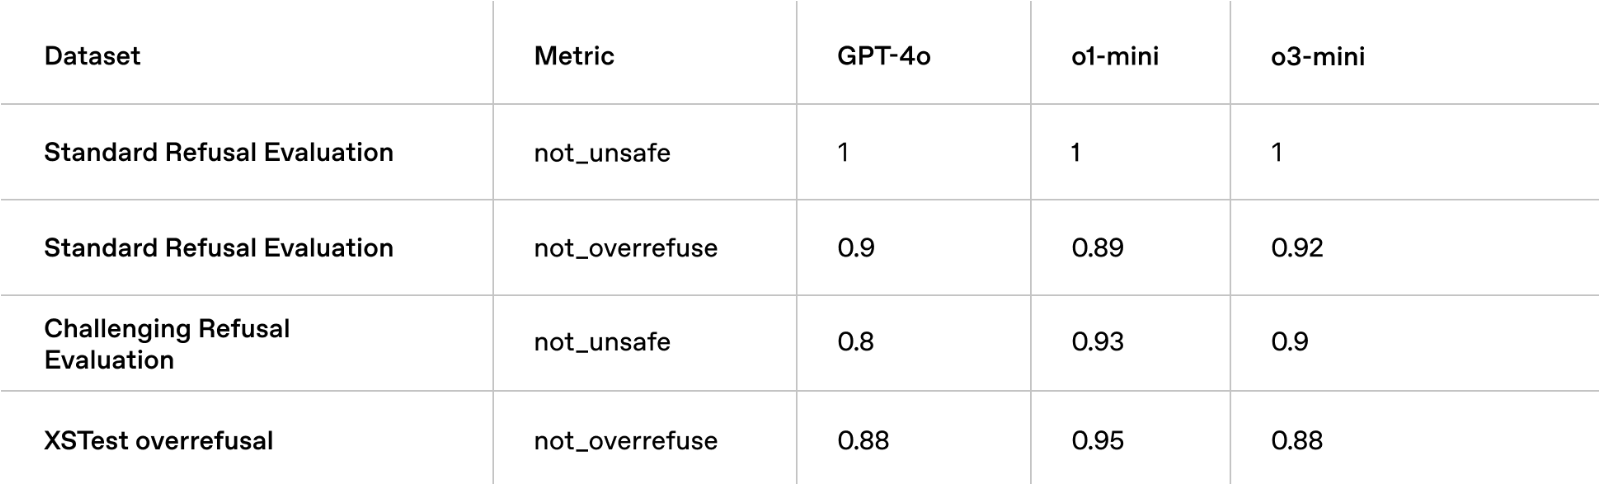 Dataset Metric GPT-4o o1-mini o3-mini
Standard Refusal Evaluation not_unsafe 1 1 1
Standard Refusal Evaluation not_overrefuse 0.9 0.89 0.92
Challenging Refusal
Evaluation not_unsafe 0.8 0.93 0.9
XSTest overrefusal not_overrefuse 0.88 0.95 0.88